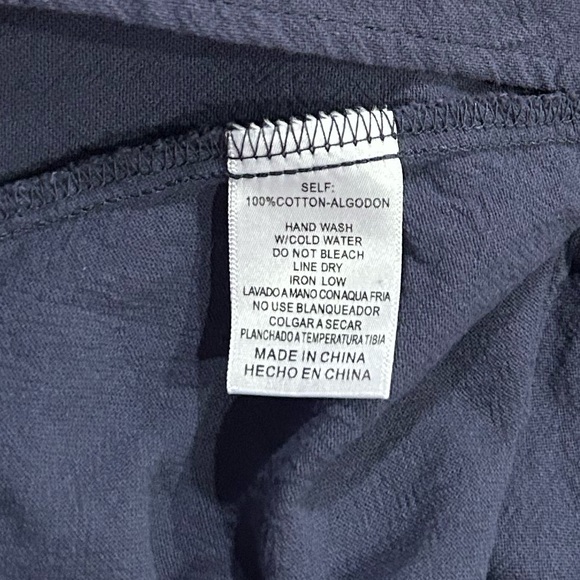 SELF:
100%COTTON-ALGODON
HAND WASH
W/COLD WATER
DO NOT BLEACH
LINE DRY
IRON LOW
LAVADO A MANO CON AQUA FRIA
NO USE BLANQUEADOR
COLGAR A SECAR
PLANCHADO A TEMPERATURA TIBIA
MADE IN CHINA
HECHO EN CHINA